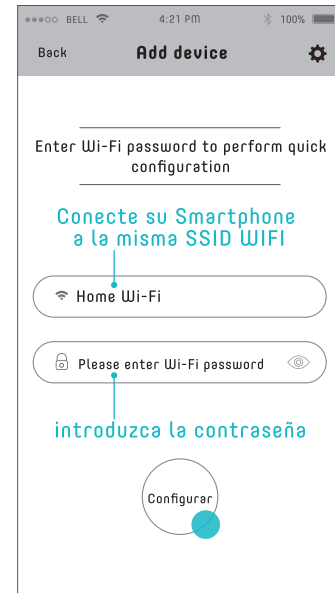 BELL 4:21 PM 100%
Back Add device
Enter Wi-Fi password to perform quick
configuration
Conecte su Smartphone
a la misma SSID WIFI
Home Wi-Fi
Please enter Wi-Fi password
introduzca la contraseña
Configurar